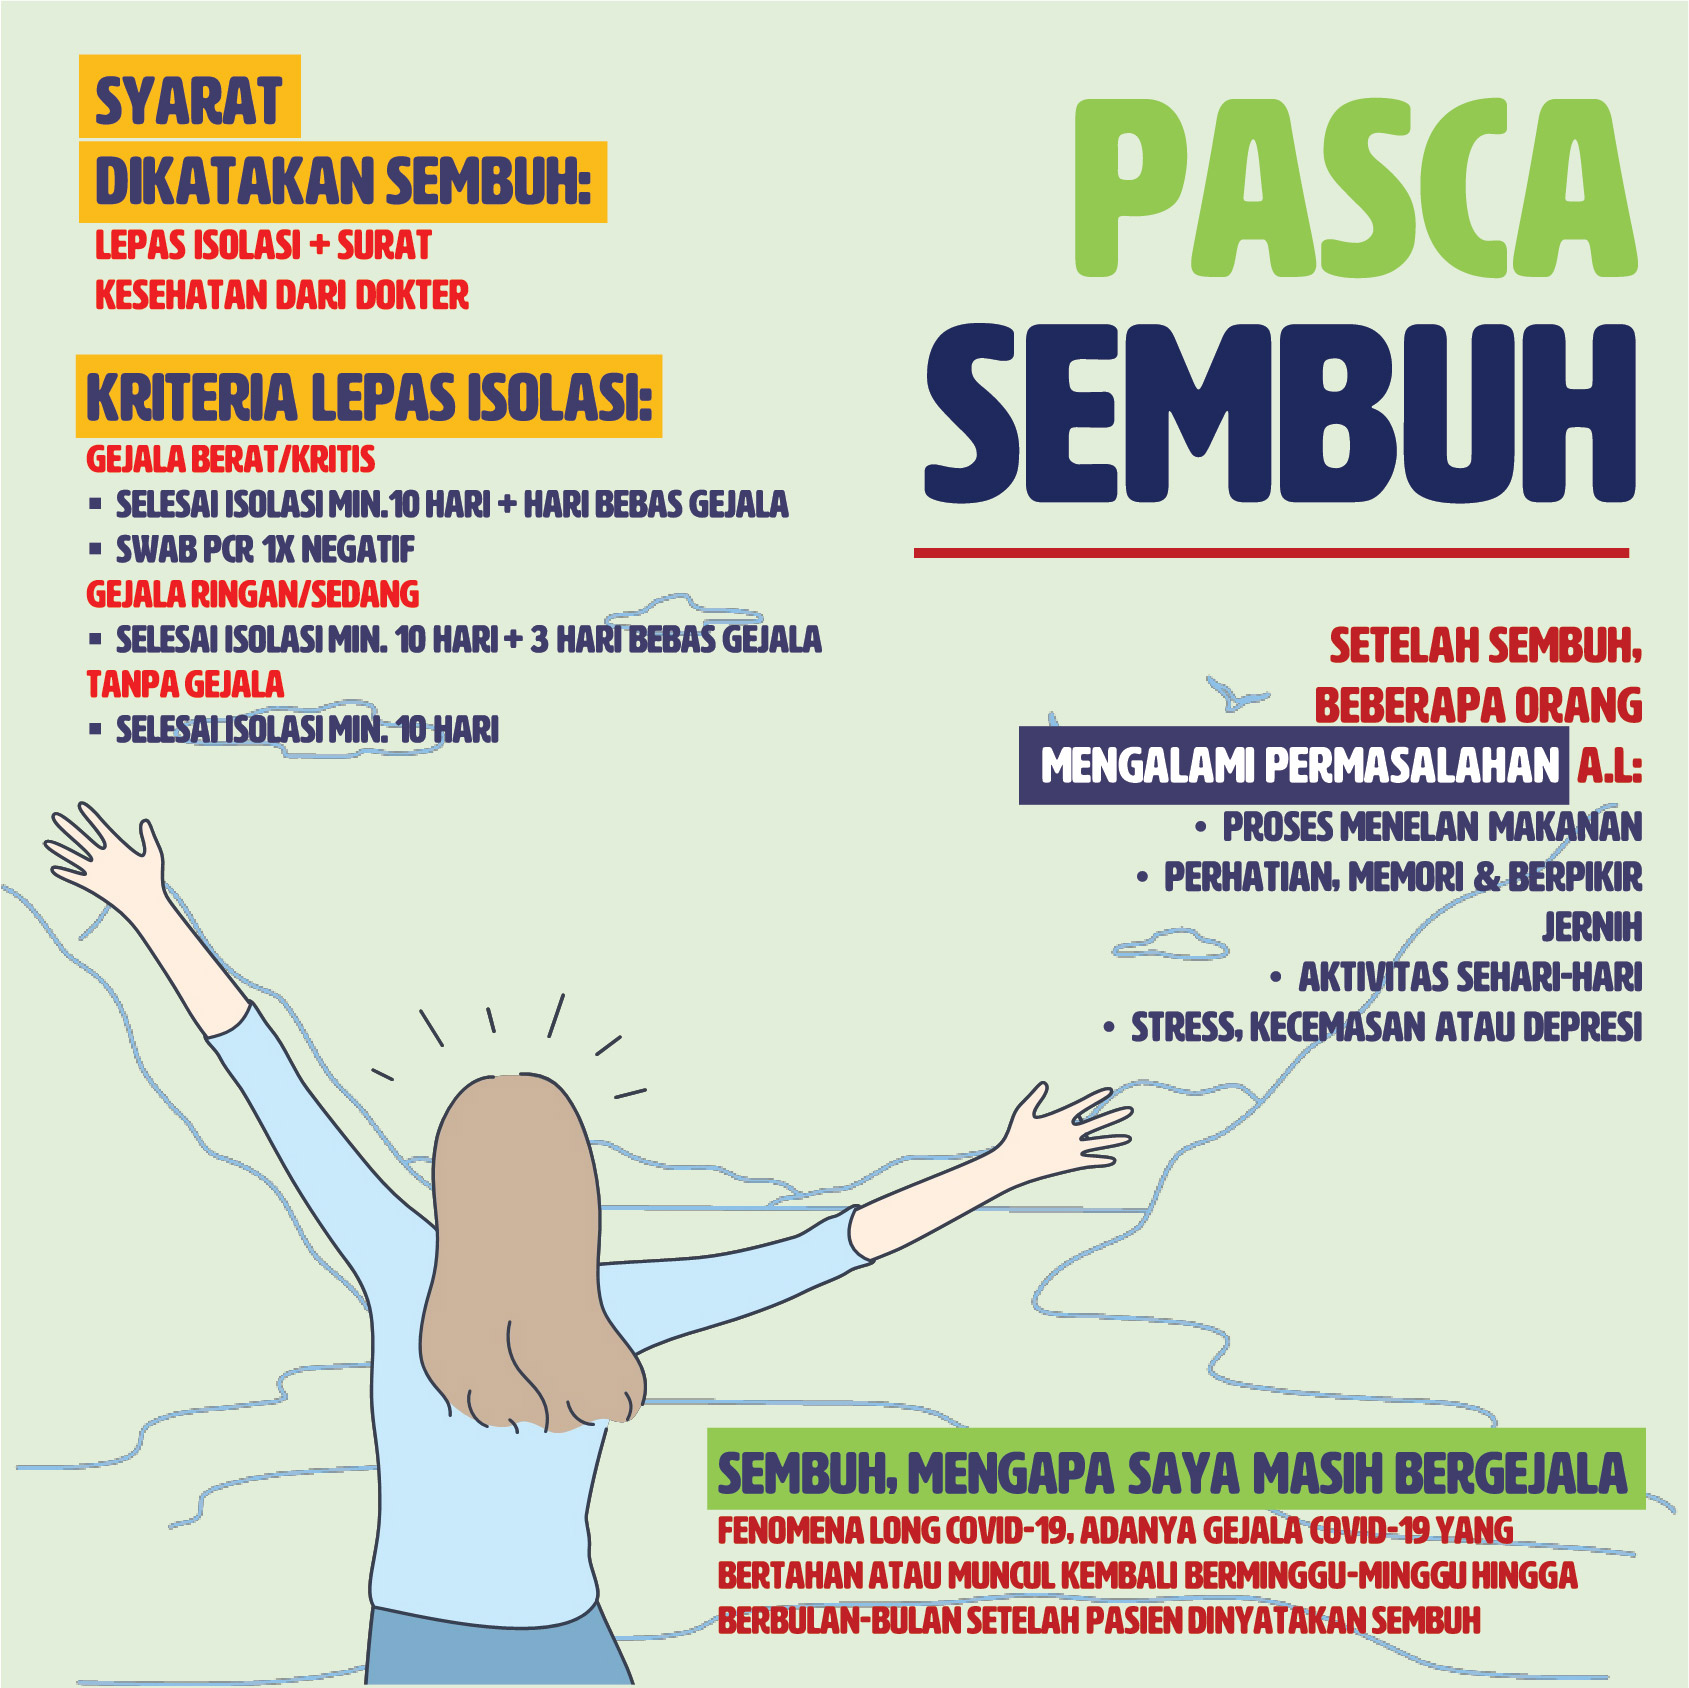 SYARAT
DIKATAKAN SEMBUH:
LEPAS ISOLASI + SURAT
KESEHATAN DARI DOKTER
KRITERIA LEPAS ISOLASI:
GEJALA BERAT/KRITIS
▪ SELESAI ISOLASI MIN.10 HARI + HARI BEBAS GEJALA
▪ SWAB PCR 1X NEGATIF
GEJALA RINGAN/SEDANG
▪ SELESAI ISOLASI MIN. 10 HARI + 3 HARI BEBAS GEJALA
TANPA GEJALA
▪ SELESAI ISOLASI MIN. 10 HARI
PASCA
SEMBUH
SETELAH SEMBUH,
BEBERAPA ORANG
MENGALAMI PERMASALAHAN A.L:
• PROSES MENELAN MAKANAN
• PERHATIAN, MEMORI & BERPIKIR
JERNIH
• AKTIVITAS SEHARI-HARI
• STRESS, KECEMASAN ATAU DEPRESI
SEMBUH, MENGAPA SAYA MASIH BERGEJALA
FENOMENA LONG COVID-19, ADANYA GEJALA COVID-19 YANG
BERTAHAN ATAU MUNCUL KEMBALI BERMINGGU-MINGGU HINGGA
BERBULAN-BULAN SETELAH PASIEN DINYATAKAN SEMBUH